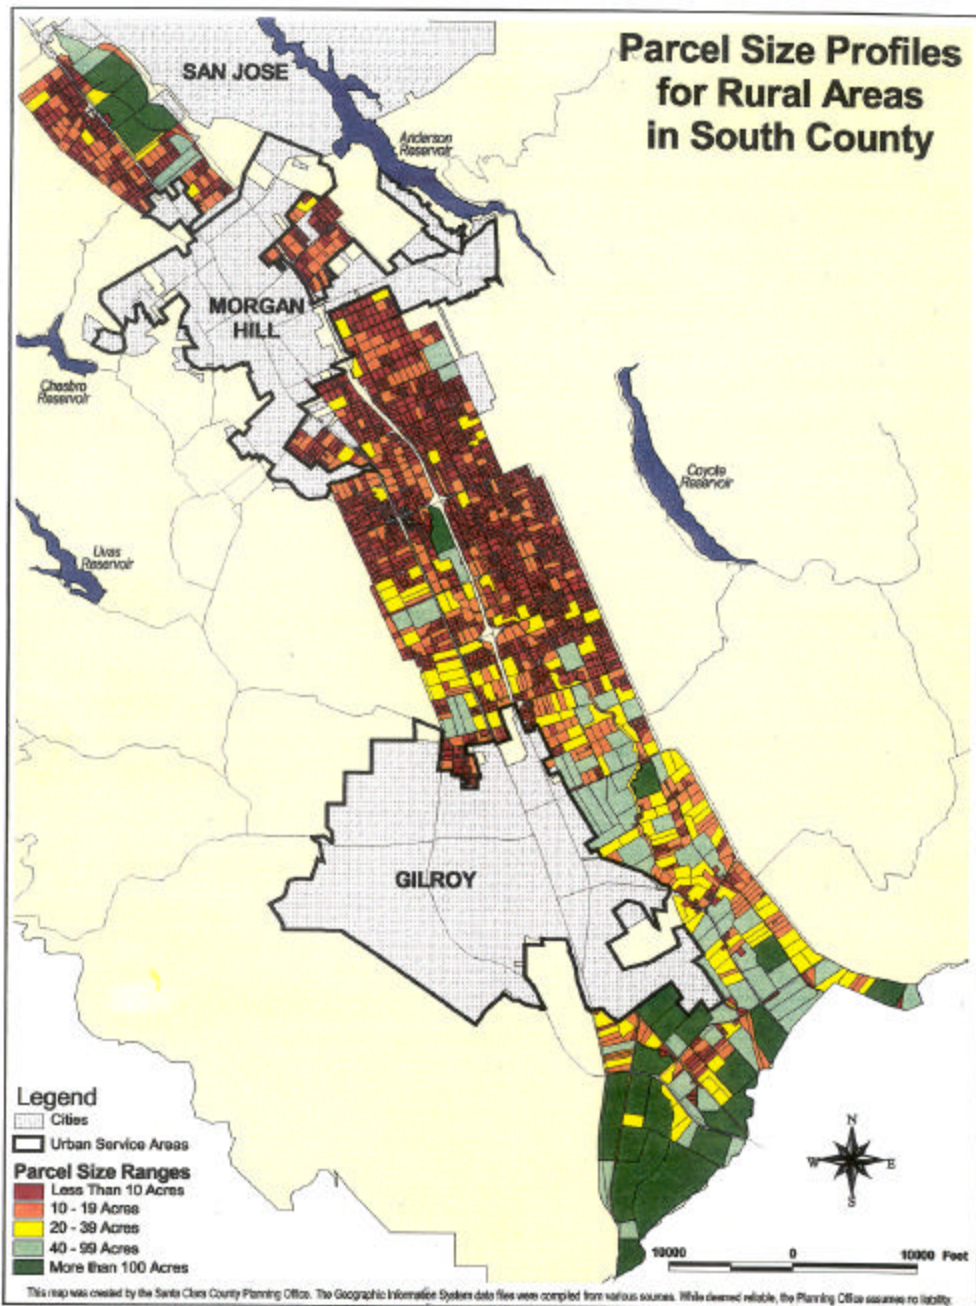 Parcel Size Profiles
for Rural Areas
in South County
SAN JOSE
Anderson
Reservoir
MORGAN
HILL
Chesbro
Reservoir
Coyote
Reservoir
Uvas
Reservoir
GILROY
Legend
Cities
Urban Service Areas
Parcel Size Ranges
Less Than 10 Acres
10 - 19 Acres
20 - 39 Acres
40 - 99 Acres
More than 100 Acres
N
W E
S
10000 0 10000 Feet
This map was created by the Santa Clara County Planning Office. The Geographic Information System data files were compiled from various sources. While deemed reliable, the Planning Office assumes no liability.